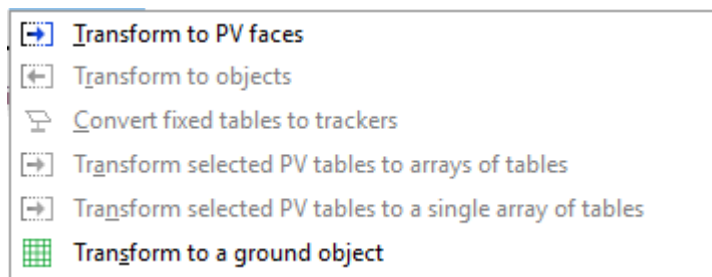 Transform to PV faces
Transform to objects
Convert fixed tables to trackers
Transform selected PV tables to arrays of tables
Transform selected PV tables to a single array of tables
Transform to a ground object